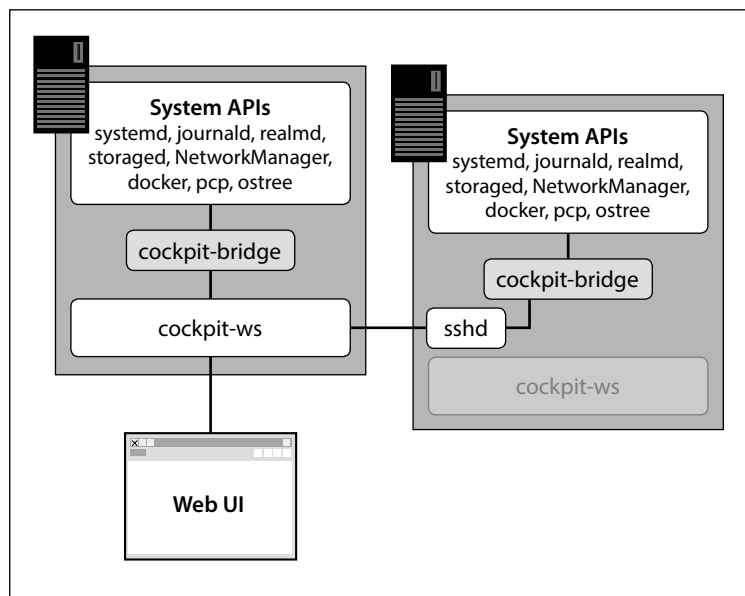 System APIs
systemd, journald, realmd,
storaged, NetworkManager,
docker, pcp, ostree
cockpit-bridge
cockpit-ws
System APIs
systemd, journald, realmd,
storaged, NetworkManager,
docker, pcp, ostree
cockpit-bridge
sshd
cockpit-ws
Web UI